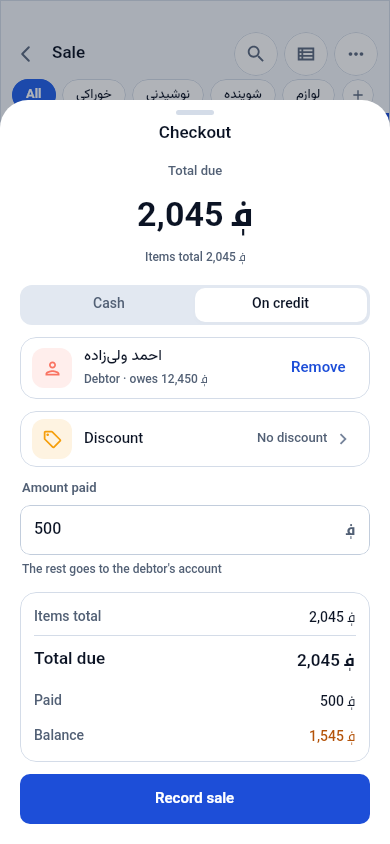 Sale
All
خوراکی
نوشیدنی
شوینده
لوازم
Checkout
Total due
2,045 ؋
Items total 2,045 ؋
Cash
On credit
احمد ولی‌زاده
Debtor · owes 12,450 ؋
Remove
Discount
No discount
Amount paid
500 ؋
The rest goes to the debtor's account
Items total 2,045 ؋
Total due 2,045 ؋
Paid 500 ؋
Balance 1,545 ؋
Record sale